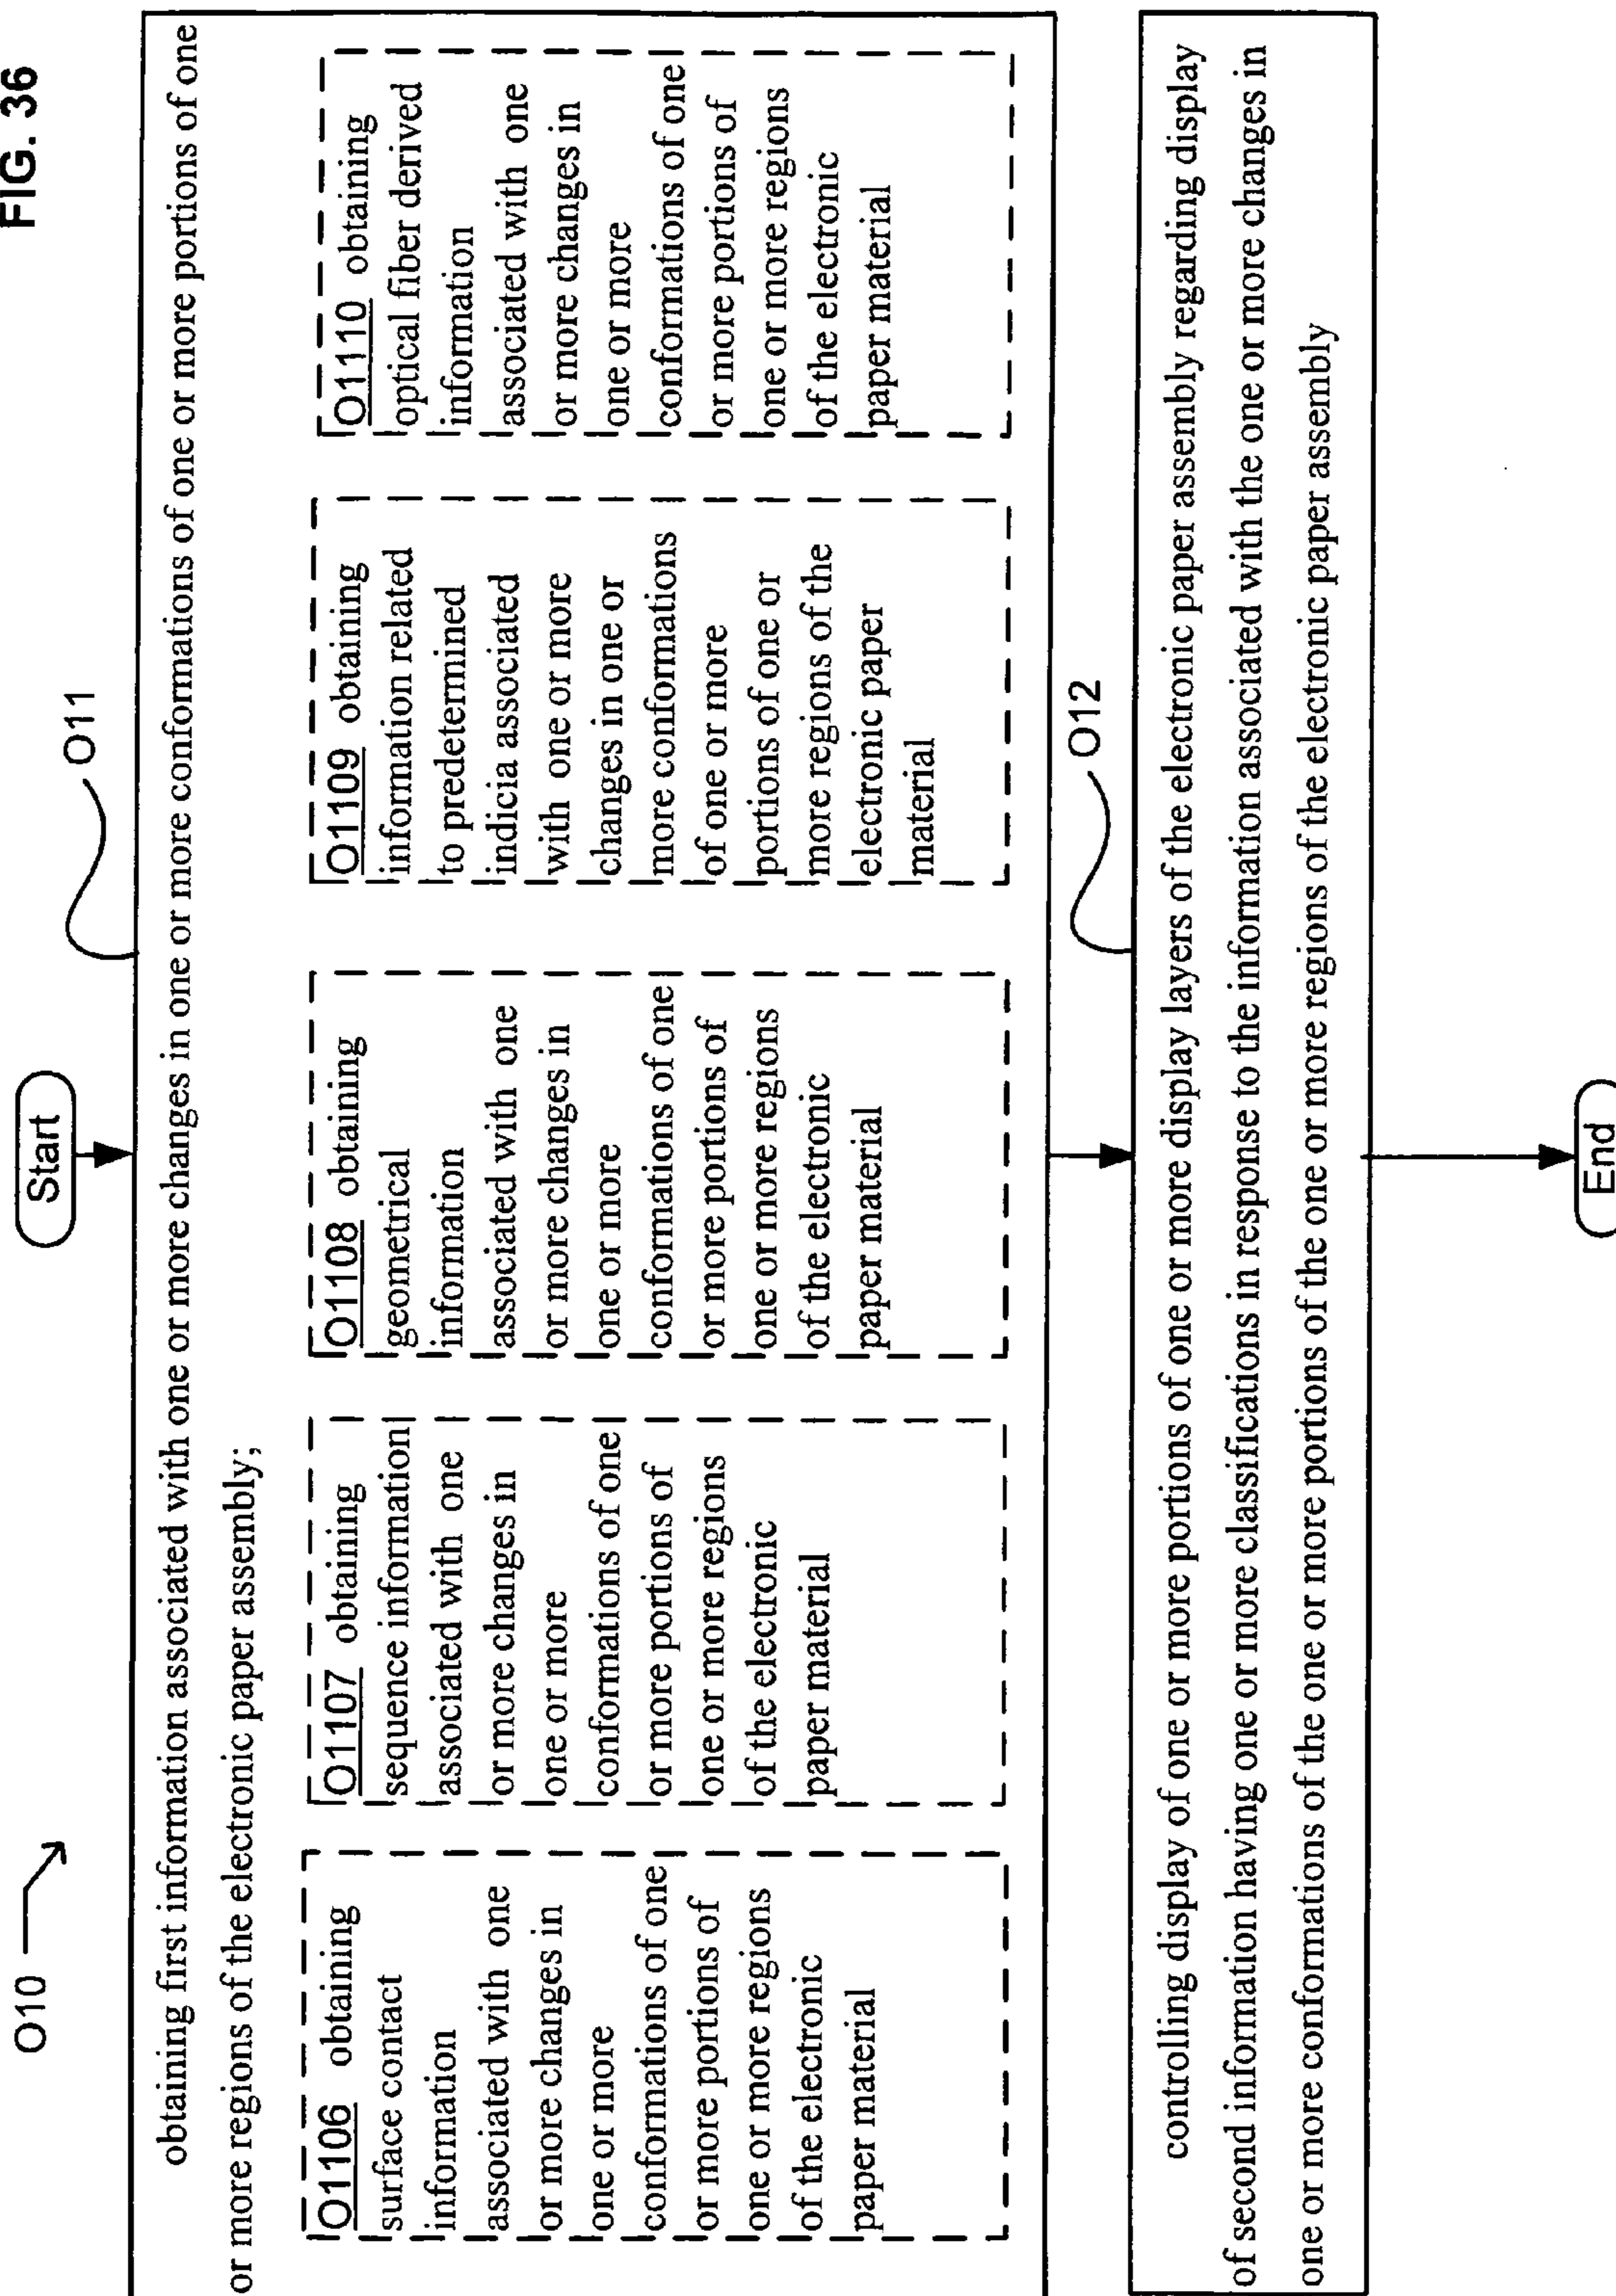 FIG. 36
O10
Start
O11
obtaining first information associated with one or more changes in one or more conformations of one or more portions of one
or more regions of the electronic paper assembly;
O1106 obtaining
surface contact
information
associated with one
or more changes in
one or more
conformations of one
or more portions of
one or more regions
of the electronic
paper material
O1107 obtaining
sequence information
associated with one
or more changes in
one or more
conformations of one
or more portions of
one or more regions
of the electronic
paper material
O1108 obtaining
geometrical
information
associated with one
or more changes in
one or more
conformations of one
or more portions of
one or more regions
of the electronic
paper material
O1109 obtaining
information related
to predetermined
indicia associated
with one or more
changes in one or
more conformations
of one or more
portions of one or
more regions of the
electronic paper
material
O1110 obtaining
optical fiber derived
information
associated with one
or more changes in
one or more
conformations of one
or more portions of
one or more regions
of the electronic
paper material
O12
controlling display of one or more portions of one or more display layers of the electronic paper assembly regarding display
of second information having one or more classifications in response to the information associated with the one or more changes in
one or more conformations of the one or more portions of the one or more regions of the electronic paper assembly
End